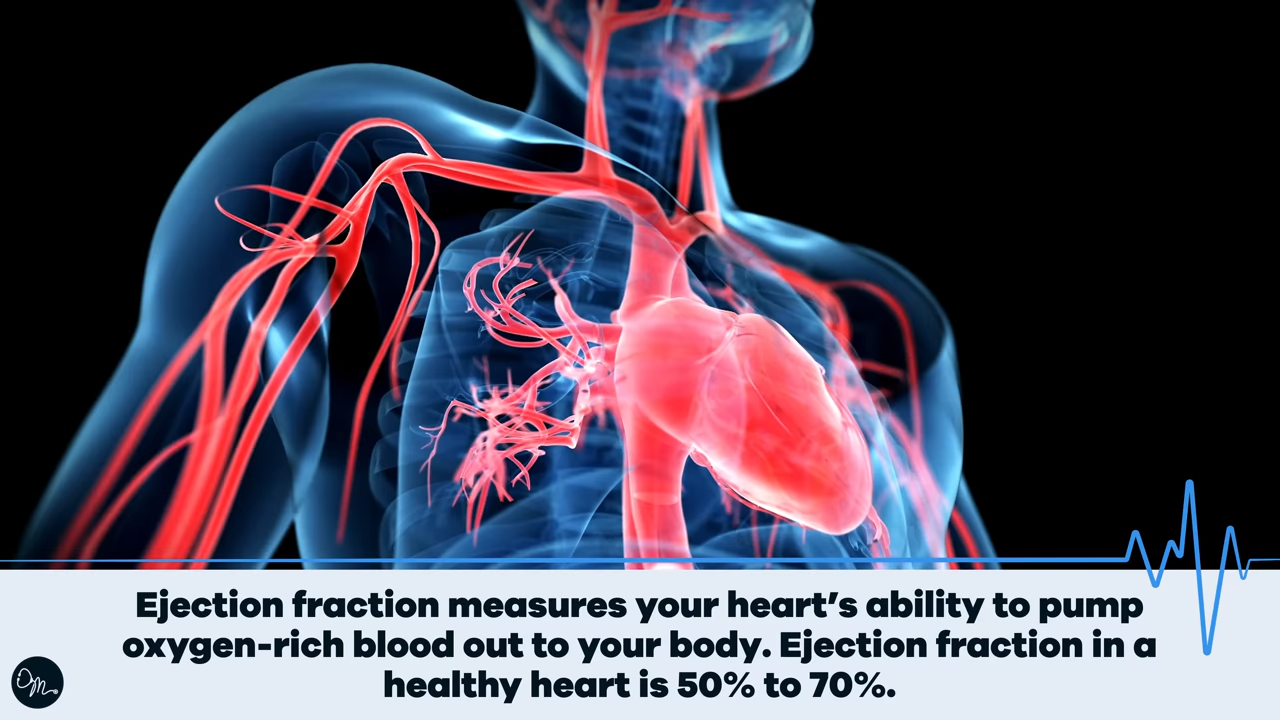 Ejection fraction measures your heart’s ability to pump
oxygen-rich blood out to your body. Ejection fraction in a
healthy heart is 50% to 70%.